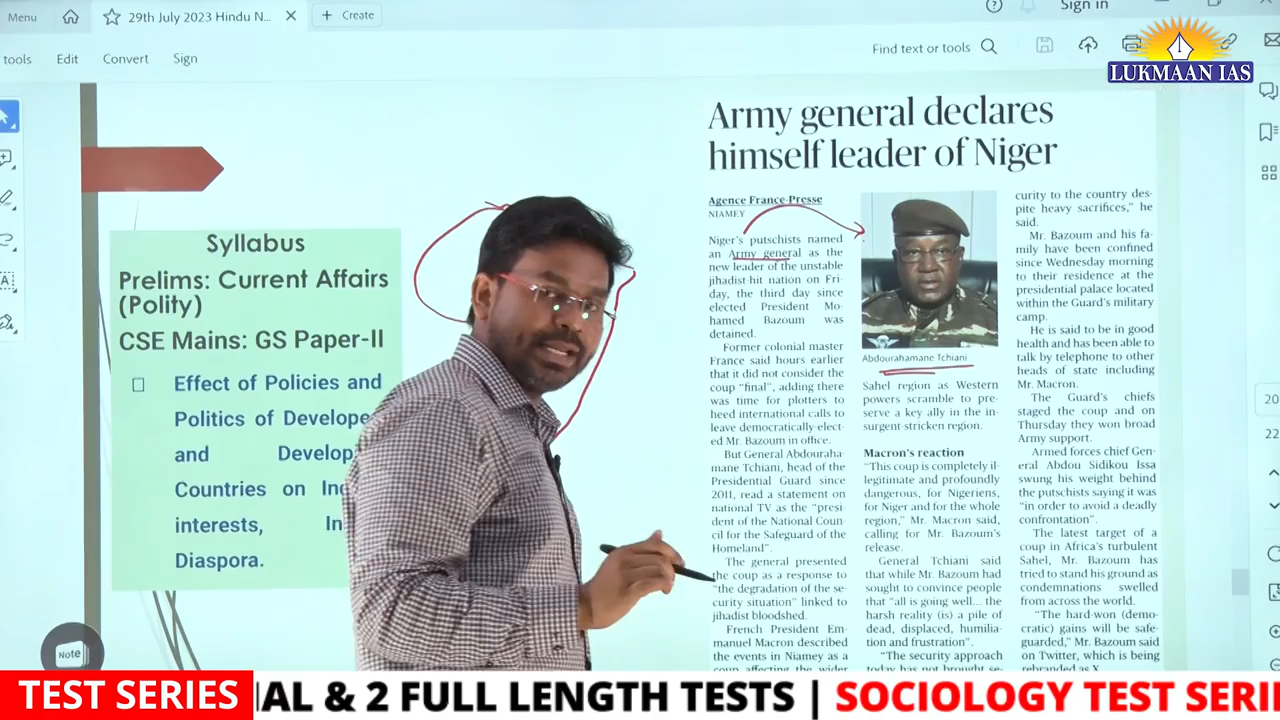 Menu
29th July 2023 Hindu N...
Create
Sign in
tools
Edit
Convert
Sign
Find text or tools
LUKMAAN IAS
Syllabus
Prelims: Current Affairs
(Polity)
CSE Mains: GS Paper-II
Effect of Policies and
Politics of Develope
and Develop
Countries on In
interests, In
Diaspora.
Note
Army general declares
himself leader of Niger
Agence France-Presse
NIAMEY
Niger's putschists named
an Army general as the
new leader of the unstable
jihadist-hit nation on Fri-
day, the third day since
elected President Mo-
hamed Bazoum was
detained.
Former colonial master
France said hours earlier
that it did not consider the
coup "final", adding there
was time for plotters to
heed international calls to
leave democratically-elect-
ed Mr. Bazoum in office.
But General Abdouraha-
mane Tchiani, head of the
Presidential Guard since
2011, read a statement on
national TV as the "presi-
dent of the National Coun-
cil for the Safeguard of the
Homeland".
The general presented
the coup as a response to
"the degradation of the se-
curity situation" linked to
jihadist bloodshed.
French President Em-
manuel Macron described
the events in Niamey as a
coup affecting the wider
Abdourahamane Tchiani
Sahel region as Western
powers scramble to pre-
serve a key ally in the in-
surgent-stricken region.
Macron's reaction
"This coup is completely il-
legitimate and profoundly
dangerous, for Nigeriens,
for Niger and for the whole
region," Mr. Macron said,
calling for Mr. Bazoum's
release.
General Tchiani said
that while Mr. Bazoum had
sought to convince people
that "all is going well... the
harsh reality (is) a pile of
dead, displaced, humilia-
tion and frustration".
"The security approach
today has not brought se-
curity to the country des-
pite heavy sacrifices," he
said.
Mr. Bazoum and his fa-
mily have been confined
since Wednesday morning
to their residence at the
presidential palace located
within the Guard's military
camp.
He is said to be in good
health and has been able to
talk by telephone to other
heads of state including
Mr. Macron.
The Guard's chiefs
staged the coup and on
Thursday they won broad
Army support.
Armed forces chief Gen-
eral Abdou Sidikou Issa
swung his weight behind
the putschists saying it was
"in order to avoid a deadly
confrontation".
The latest target of a
coup in Africa's turbulent
Sahel, Mr. Bazoum has
tried to stand his ground as
condemnations swelled
from across the world.
"The hard-won (demo-
cratic) gains will be safe-
guarded," Mr. Bazoum said
on Twitter, which is being
rebranded as X.
20
22
TEST SERIES
IAL & 2 FULL LENGTH TESTS | SOCIOLOGY TEST SERI